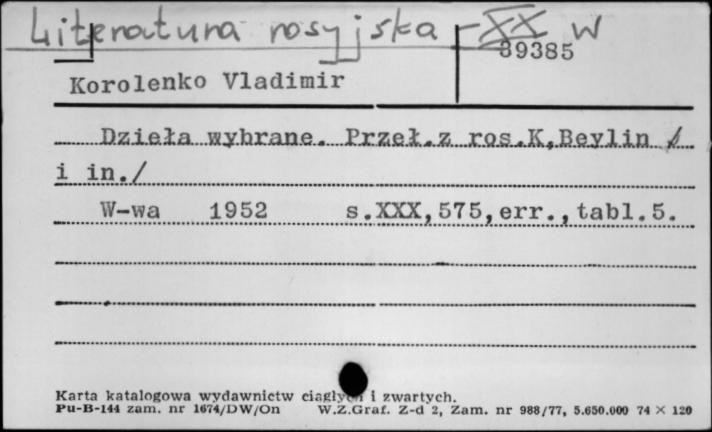 Literatura rosyjska - XX w
39385
Korolenko Vladimir
Dzieła wybrane. Przeł.z ros.K,Beylin /
i in./
W-wa 1952 s.XXX,575,err.,tabl.5.
Karta katalogowa wydawnictw ciągłych i zwartych.
Pu-B-144 zam. nr 1674/DW/On W.Z.Graf. Z-d 2, Zam. nr 988/77, 5.650.000 74 × 120